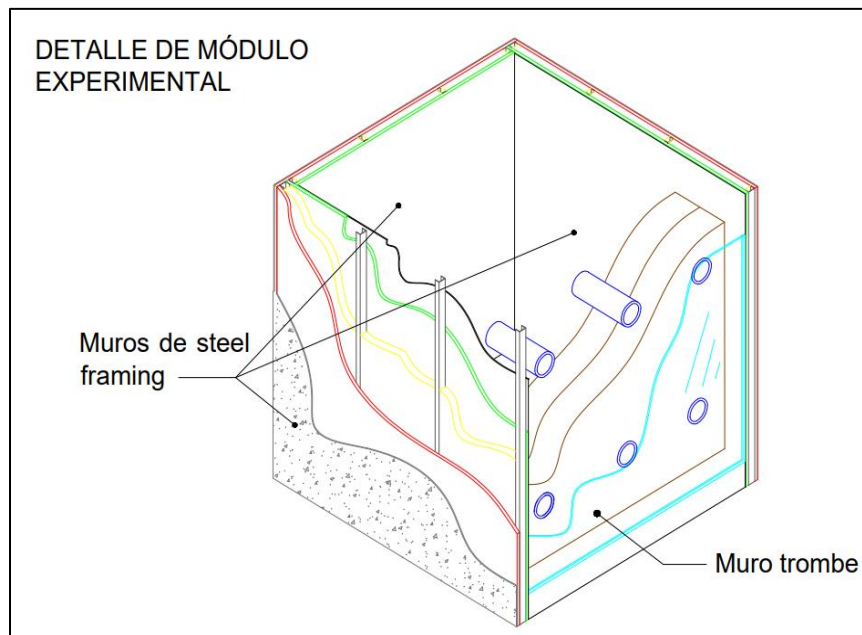 DETALLE DE MÓDULO
EXPERIMENTAL
Muros de steel
framing
Muro trombe